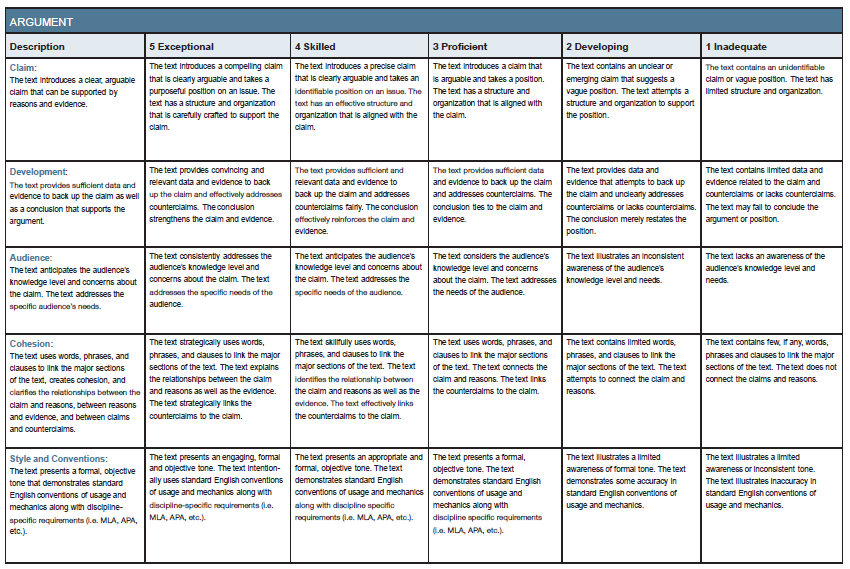 ARGUMENT
Description
5 Exceptional
4 Skilled
3 Proficient
2 Developing
1 Inadequate
Claim:
The text introduces a clear, arguable
claim that can be supported by
reasons and evidence.
The text introduces a compelling claim
that is clearly arguable and takes a
purposeful position on an issue. The
text has a structure and organization
that is carefully crafted to support the
claim.
The text introduces a precise claim
that is clearly arguable and takes an
identifiable position on an issue. The
text has an effective structure and
organization that is aligned with the
claim.
The text introduces a claim that
is arguable and takes a position.
The text has a structure and
organization that is aligned with
the claim.
The text contains an unclear or
emerging claim that suggests a
vague position. The text attempts a
structure and organization to support
the position.
The text contains an unidentifiable
claim or vague position. The text has
limited structure and organization.
Development:
The text provides sufficient data and
evidence to back up the claim as well
as a conclusion that supports the
argument.
The text provides convincing and
relevant data and evidence to back
up the claim and effectively addresses
counterclaims. The conclusion
strengthens the claim and evidence.
The text provides sufficient and
relevant data and evidence to
back up the claim and addresses
counterclaims fairly. The conclusion
effectively reinforces the claim and
evidence.
The text provides sufficient data
and evidence to back up the claim
and addresses counterclaims. The
conclusion ties to the claim and
evidence.
The text provides data and
evidence that attempts to back up
the claim and unclearly addresses
counterclaims or lacks counterclaims.
The conclusion merely restates the
position.
The text contains limited data and
evidence related to the claim and
counterclaims or lacks counterclaims.
The text may fail to conclude the
argument or position.
Audience:
The text anticipates the audience's
knowledge level and concerns about
the claim. The text addresses the
specific audience's needs.
The text consistently addresses the
audience's knowledge level and
concerns about the claim. The text
addresses the specific needs of the
audience.
The text anticipates the audience's
knowledge level and concerns about
the claim. The text addresses the
specific needs of the audience.
The text considers the audience's
knowledge level and concerns
about the claim. The text addresses
the needs of the audience.
The text illustrates an inconsistent
awareness of the audience's
knowledge level and needs.
The text lacks an awareness of the
audience's knowledge level and
needs.
Cohesion:
The text uses words, phrases, and
clauses to link the major sections
of the text, creates cohesion, and
clarifies the relationships between the
claim and reasons, between reasons
and evidence, and between claims
and counterclaims.
The text strategically uses words,
phrases, and clauses to link the major
sections of the text. The text explains
the relationships between the claim
and reasons as well as the evidence.
The text strategically links the
counterclaims to the claim.
The text skillfully uses words,
phrases, and clauses to link the
major sections of the text. The text
identifies the relationship between
the claim and reasons as well as the
evidence. The text effectively links
the counterclaims to the claim.
The text uses words, phrases, and
clauses to link the major sections
of the text. The text connects the
claim and reasons. The text links
the counterclaims to the claim.
The text contains limited words,
phrases, and clauses to link the
major sections of the text. The text
attempts to connect the claim and
reasons.
The text contains few, if any, words,
phrases and clauses to link the major
sections of the text. The text does not
connect the claims and reasons.
Style and Conventions:
The text presents a formal, objective
tone that demonstrates standard
English conventions of usage and
mechanics along with discipline-
specific requirements (i.e. MLA, APA,
etc.).
The text presents an engaging, formal
and objective tone. The text intention-
ally uses standard English conventions
of usage and mechanics along with
discipline-specific requirements (i.e.
MLA, APA, etc.).
The text presents an appropriate and
formal, objective tone. The text
demonstrates standard English
conventions of usage and mechanics
along with discipline specific
requirements (i.e. MLA, APA, etc.).
The text presents a formal,
objective tone. The text
demonstrates standard English
conventions of usage and
mechanics along with
discipline specific requirements
(i.e. MLA, APA, etc.).
The text illustrates a limited
awareness of formal tone. The text
demonstrates some accuracy in
standard English conventions of
usage and mechanics.
The text illustrates a limited
awareness or inconsistent tone.
The text illustrates inaccuracy in
standard English conventions of
usage and mechanics.